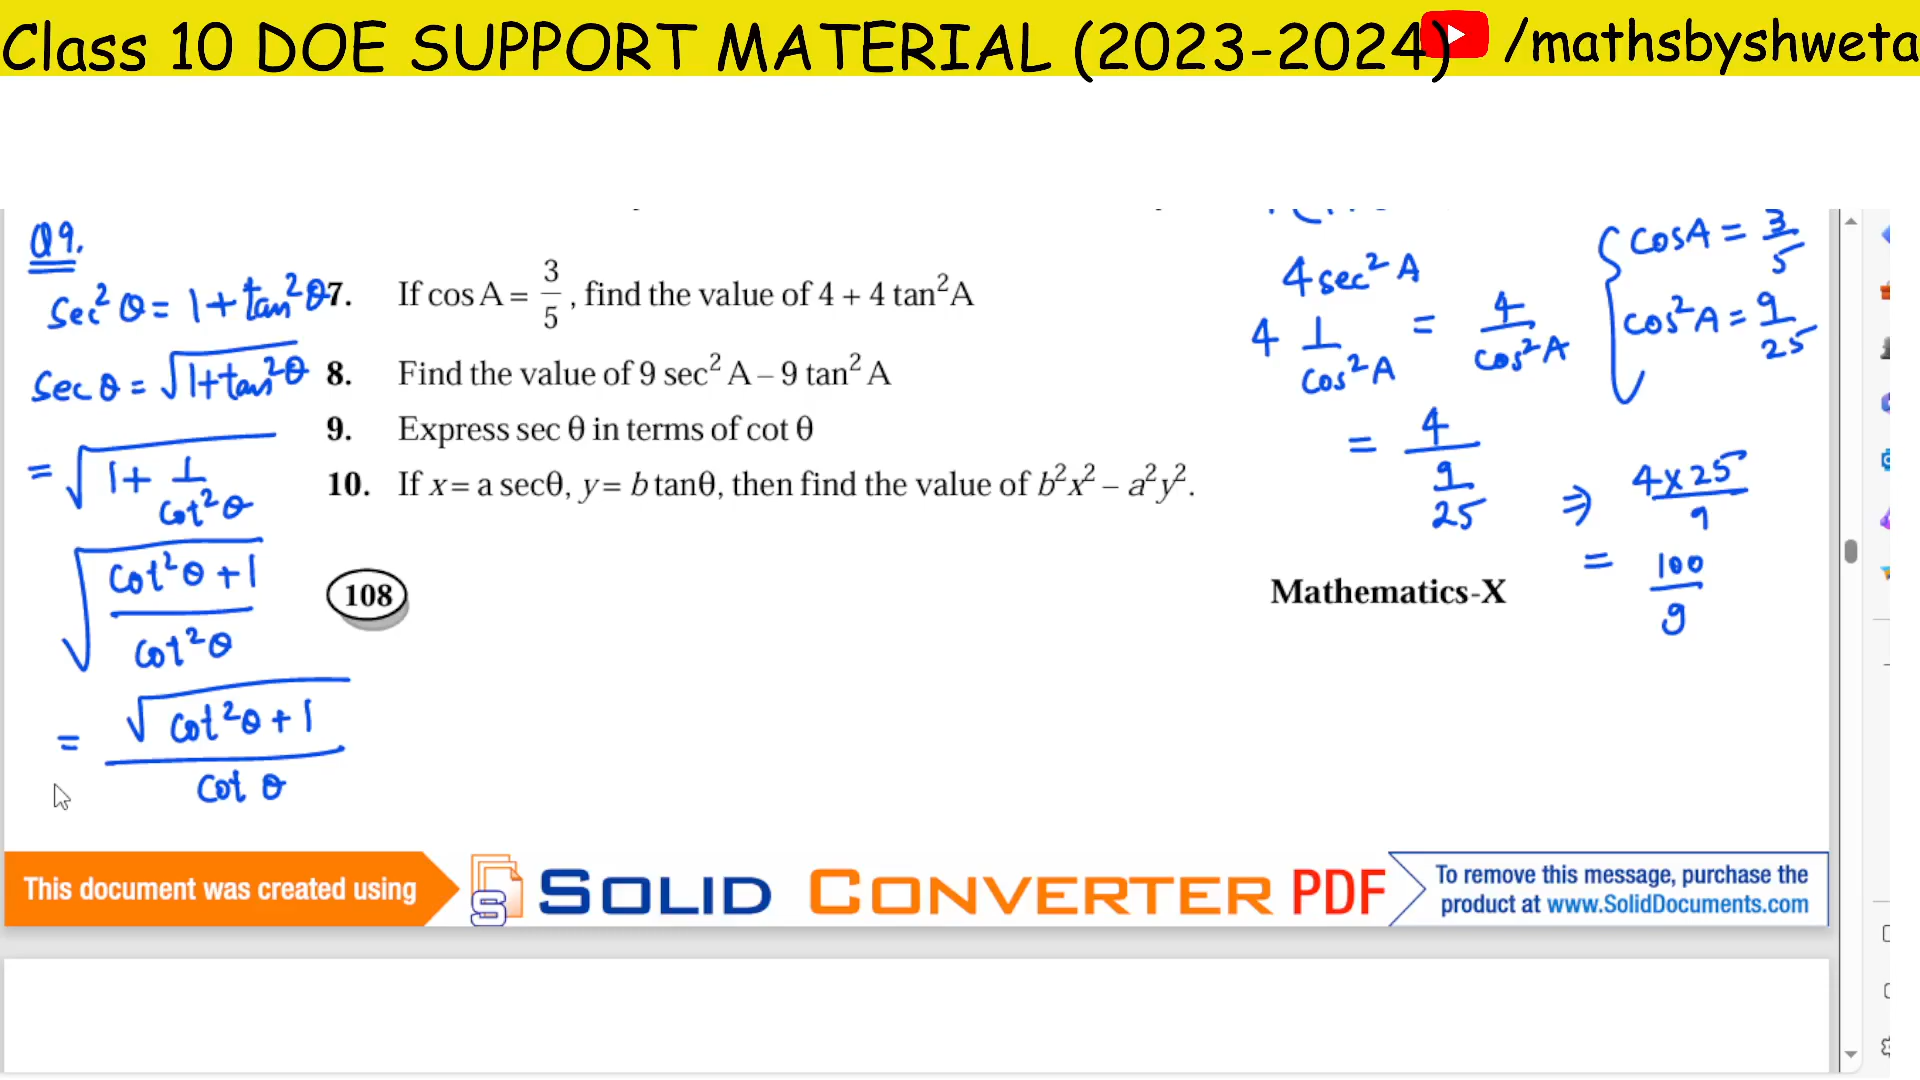 Class 10 DOE SUPPORT MATERIAL (2023-2024) /mathsbyshweta
Q9.
sec²θ = 1+tan²θ
secθ = √1+tan²θ
= √1 + 1/cot²θ
√cot²θ+1/cot²θ
= √cot²θ+1/cot θ
7. If cos A = 3/5, find the value of 4 + 4 tan²A
8. Find the value of 9 sec² A – 9 tan² A
9. Express sec θ in terms of cot θ
10. If x = a secθ, y = b tanθ, then find the value of b²x² – a²y².
108
Mathematics-X
4sec²A
4 1/cos²A = 4/cos²A
= 4/9/25 ⇒ 4×25/9
= 100/9
cosA = 3/5
cos²A = 9/25
This document was created using
SOLID CONVERTER PDF
To remove this message, purchase the
product at www.SolidDocuments.com